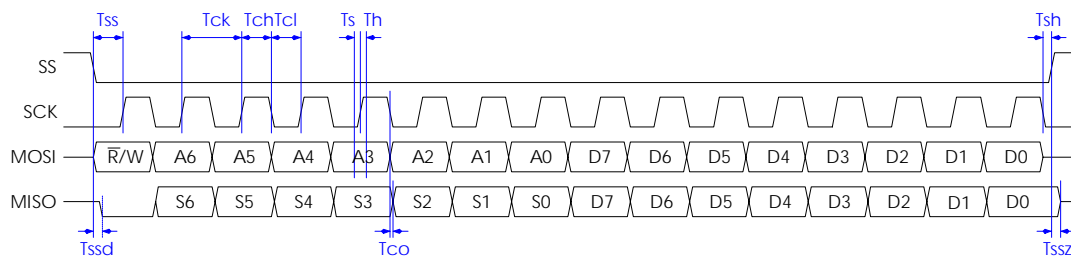 Tss Tck Tch Tcl Ts Th Tsh
SS
SCK
MOSI R̅/W A6 A5 A4 A3 A2 A1 A0 D7 D6 D5 D4 D3 D2 D1 D0
MISO S6 S5 S4 S3 S2 S1 S0 D7 D6 D5 D4 D3 D2 D1 D0
Tssd Tco Tssz